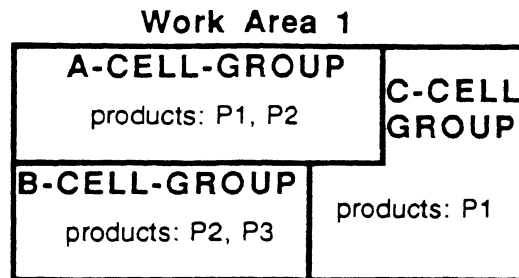 Work Area 1
A-CELL-GROUP
products: P1, P2
C-CELL
GROUP
products: P1
B-CELL-GROUP
products: P2, P3